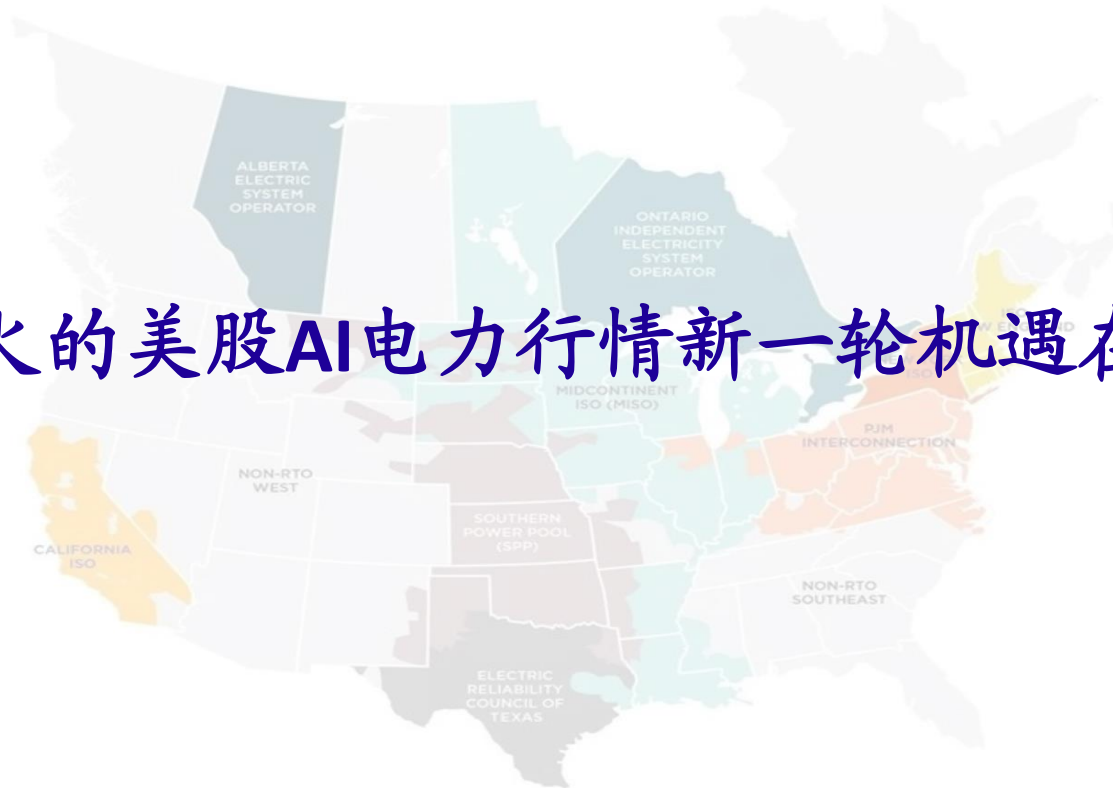 ALBERTA
ELECTRIC
SYSTEM
OPERATOR
ONTARIO
INDEPENDENT
ELECTRICITY
SYSTEM
OPERATOR
火的美股AI电力行情新一轮机遇在
MIDCONTINENT
ISO (MISO)
PJM
INTERCONNECTION
NON-RTO
WEST
SOUTHERN
POWER POOL
(SPP)
CALIFORNIA
ISO
NON-RTO
SOUTHEAST
ELECTRIC
RELIABILITY
COUNCIL OF
TEXAS